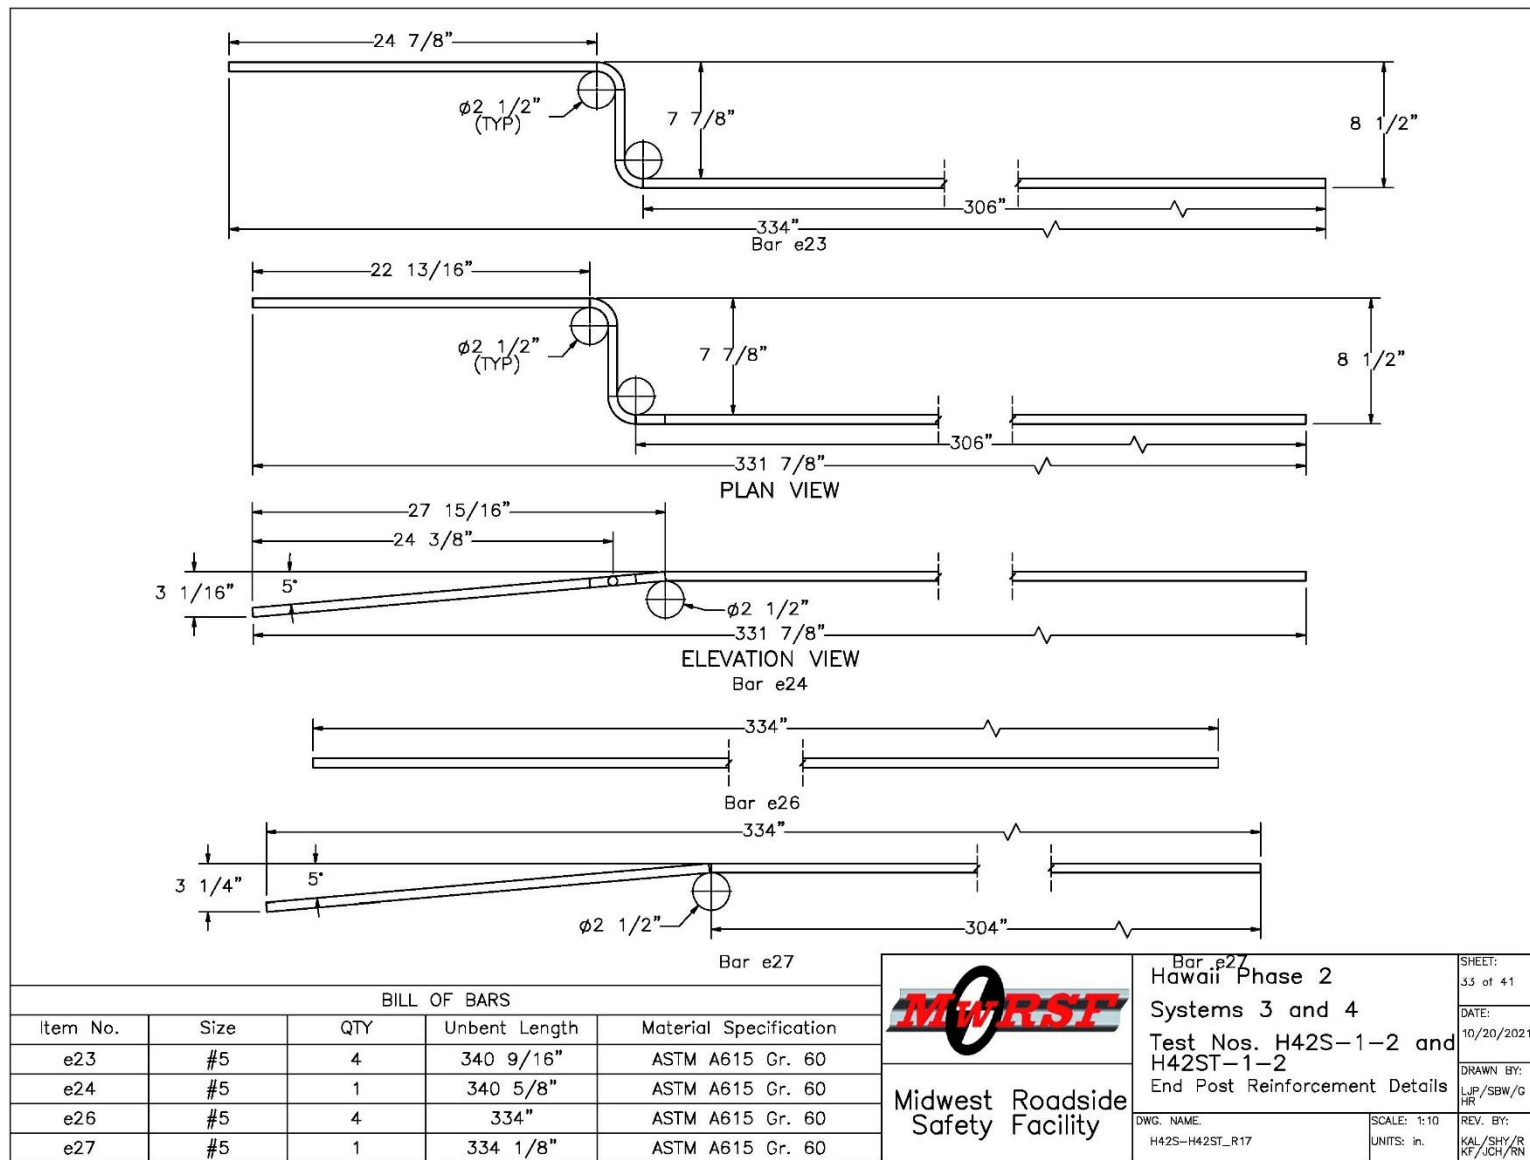 24 7/8"
ø2 1/2"
(TYP)
7 7/8"
8 1/2"
306"
334"
Bar e23
22 13/16"
ø2 1/2"
(TYP)
7 7/8"
8 1/2"
306"
331 7/8"
PLAN VIEW
27 15/16"
24 3/8"
3 1/16"
5°
ø2 1/2"
331 7/8"
ELEVATION VIEW
Bar e24
334"
Bar e26
334"
3 1/4"
5°
ø2 1/2"
304"
Bar e27
Bar e27
BILL OF BARS
Item No. Size QTY Unbent Length Material Specification
e23 #5 4 340 9/16" ASTM A615 Gr. 60
e24 #5 1 340 5/8" ASTM A615 Gr. 60
e26 #5 4 334" ASTM A615 Gr. 60
e27 #5 1 334 1/8" ASTM A615 Gr. 60
MwRSF
Midwest Roadside
Safety Facility
Hawaii Phase 2
Systems 3 and 4
Test Nos. H42S-1-2 and
H42ST-1-2
End Post Reinforcement Details
DWG. NAME.
H42S-H42ST_R17
SCALE: 1:10
UNITS: in.
SHEET:
33 of 41
DATE:
10/20/2021
DRAWN BY:
LJP/SBW/G
HR
REV. BY:
KAL/SHY/R
KF/JCH/RN